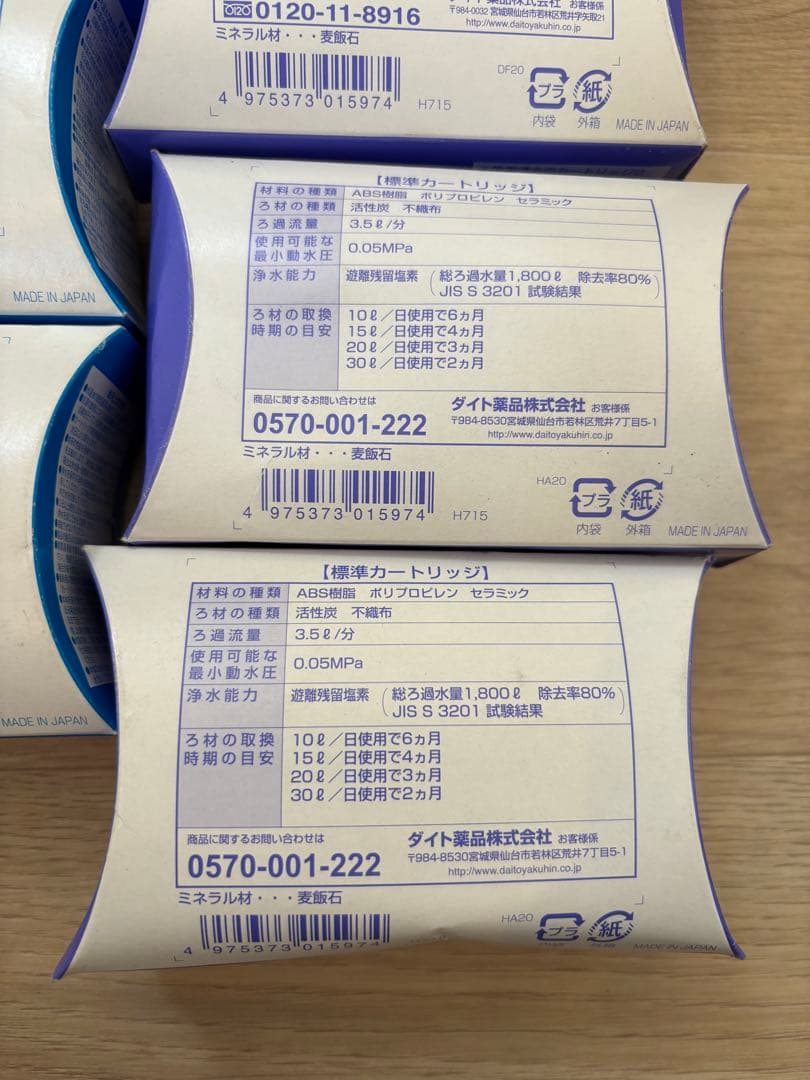 0120-11-8916
ダイト薬品株式会社 お客様係
〒984-0032 宮城県仙台市若林区荒井字矢取21
http://www.daitoyakuhin.co.jp
ミネラル材・・・麦飯石
4 975373 015974
H715
DF20
プラ
紙
内袋
外箱
MADE IN JAPAN
【標準カートリッジ】
材料の種類 ABS樹脂 ポリプロピレン セラミック
ろ材の種類 活性炭 不織布
ろ過流量 3.5ℓ/分
使用可能な
最小動水圧 0.05MPa
浄水能力 遊離残留塩素 (総ろ過水量1,800ℓ 除去率80%
JIS S 3201 試験結果)
ろ材の取換
時期の目安
10ℓ/日使用で6ヵ月
15ℓ/日使用で4ヵ月
20ℓ/日使用で3ヵ月
30ℓ/日使用で2ヵ月
商品に関するお問い合わせは
0570-001-222
ダイト薬品株式会社 お客様係
〒984-8530宮城県仙台市若林区荒井7丁目5-1
http://www.daitoyakuhin.co.jp
ミネラル材・・・麦飯石
4 975373 015974
H715
HA20
プラ
紙
内袋
外箱
MADE IN JAPAN
【標準カートリッジ】
材料の種類 ABS樹脂 ポリプロピレン セラミック
ろ材の種類 活性炭 不織布
ろ過流量 3.5ℓ/分
使用可能な
最小動水圧 0.05MPa
浄水能力 遊離残留塩素 (総ろ過水量1,800ℓ 除去率80%
JIS S 3201 試験結果)
ろ材の取換
時期の目安
10ℓ/日使用で6ヵ月
15ℓ/日使用で4ヵ月
20ℓ/日使用で3ヵ月
30ℓ/日使用で2ヵ月
商品に関するお問い合わせは
0570-001-222
ダイト薬品株式会社 お客様係
〒984-8530宮城県仙台市若林区荒井7丁目5-1
http://www.daitoyakuhin.co.jp
ミネラル材・・・麦飯石
4 975373 015974
HA20
プラ
紙
内袋
外箱
MADE IN JAPAN
MADE IN JAPAN
MADE IN JAPAN